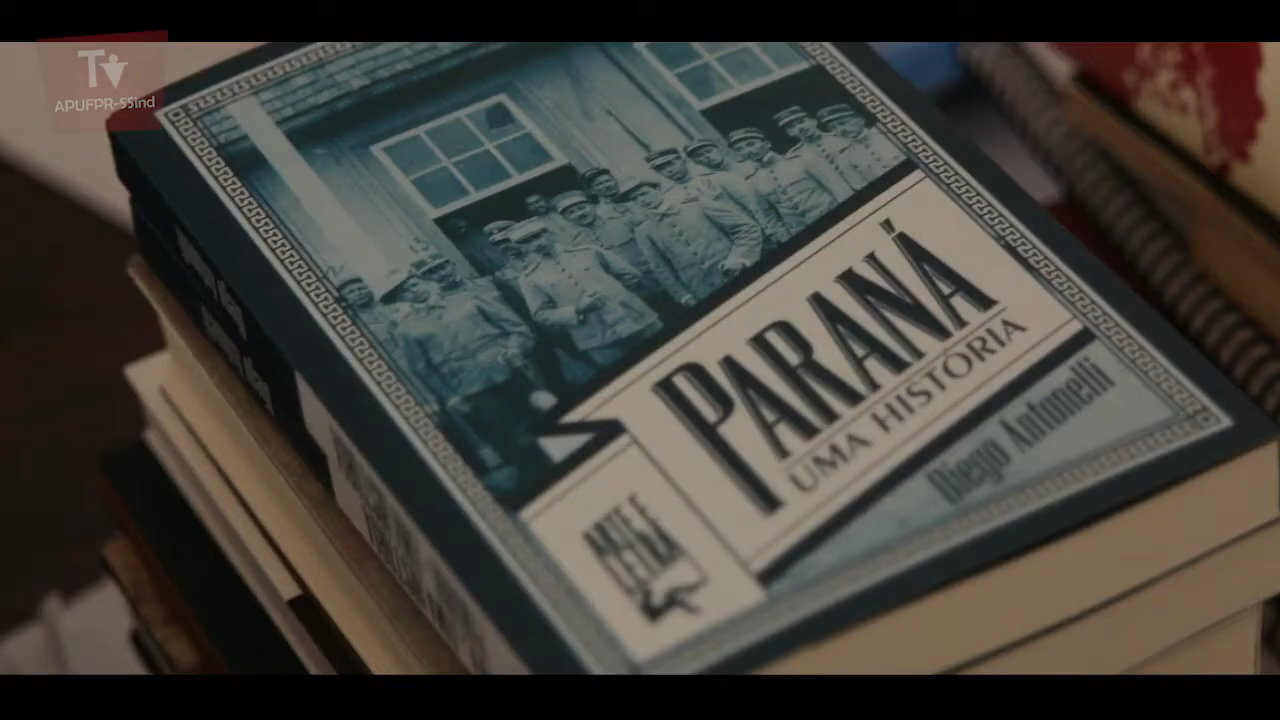 TV
APUFPR-SSind
PARANÁ
UMA HISTÓRIA
Diego Antonelli
ARTE E
LETRA